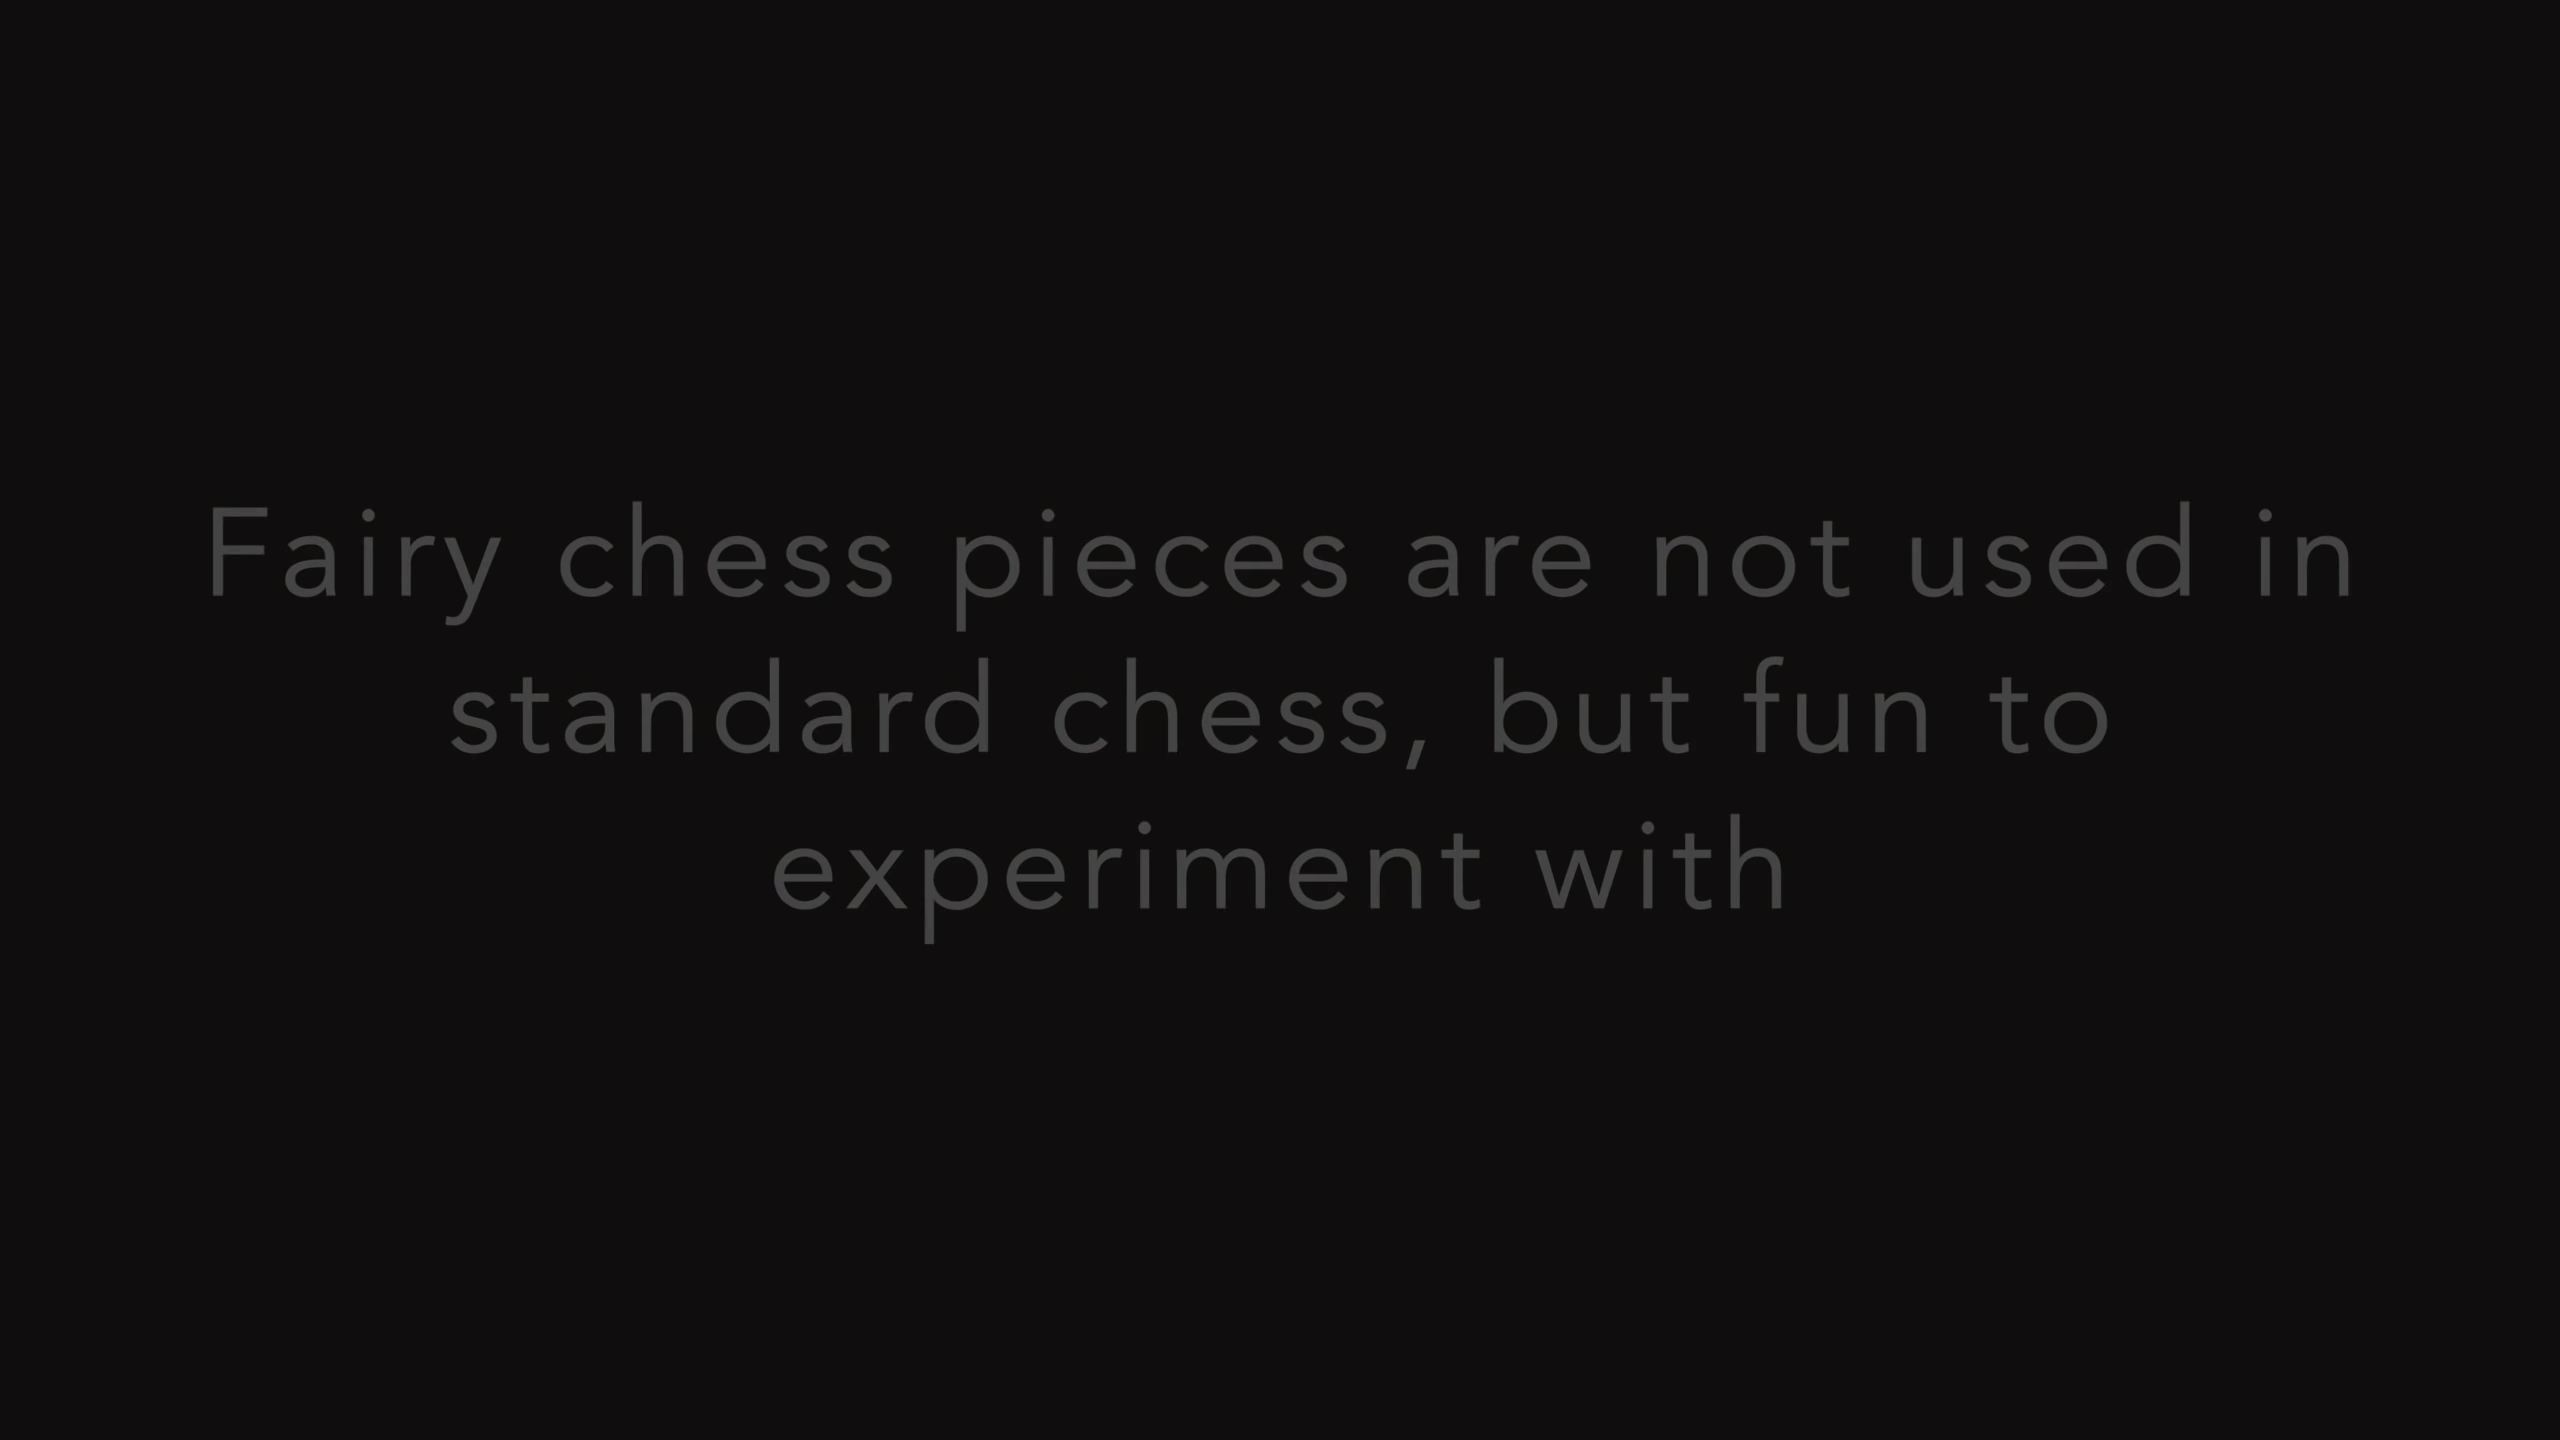 Fairy chess pieces are not used in
standard chess, but fun to
experiment with